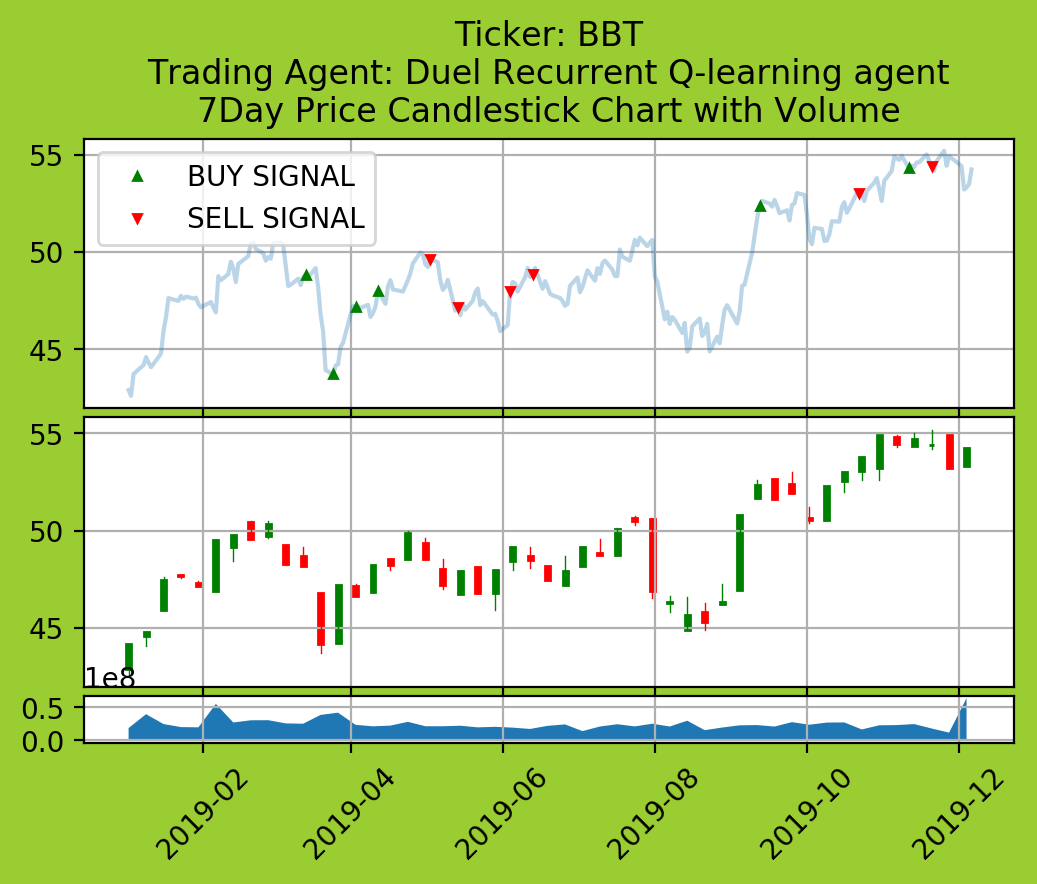 Ticker: BBT
Trading Agent: Duel Recurrent Q-learning agent
7Day Price Candlestick Chart with Volume
55
50
45
BUY SIGNAL
SELL SIGNAL
55
50
45
1e8
0.5
0.0
2019-02
2019-04
2019-06
2019-08
2019-10
2019-12